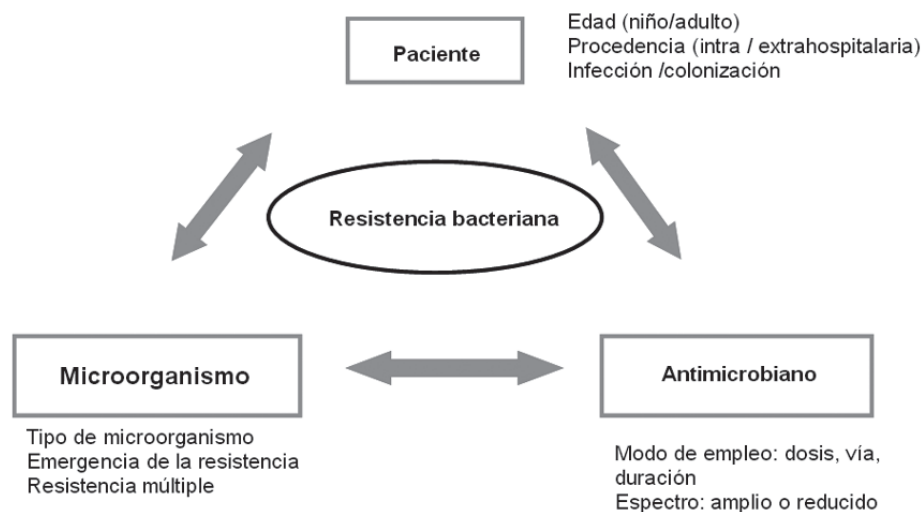 Paciente
Edad (niño/adulto)
Procedencia (intra / extrahospitalaria)
Infección /colonización
Resistencia bacteriana
Microorganismo
Tipo de microorganismo
Emergencia de la resistencia
Resistencia múltiple
Antimicrobiano
Modo de empleo: dosis, vía,
duración
Espectro: amplio o reducido